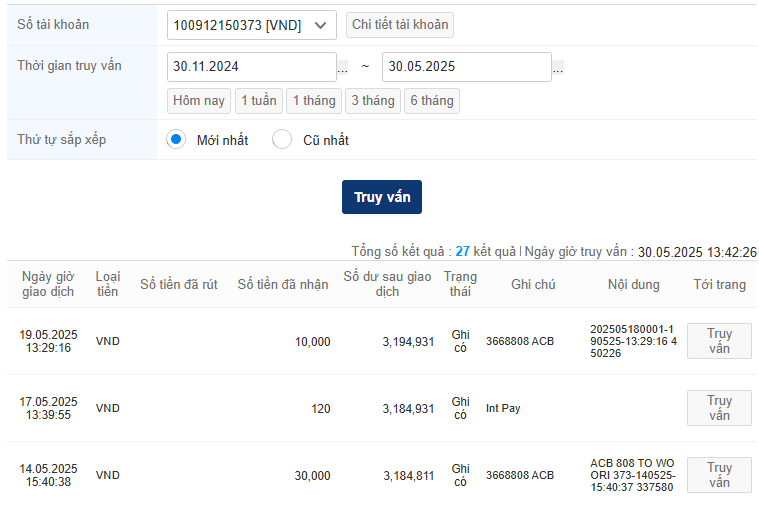 Số tài khoản 100912150373 [VND] Chi tiết tài khoản
Thời gian truy vấn 30.11.2024 ... ~ 30.05.2025 ...
Hôm nay 1 tuần 1 tháng 3 tháng 6 tháng
Thứ tự sắp xếp Mới nhất Cũ nhất
Truy vấn
Tổng số kết quả : 27 kết quả | Ngày giờ truy vấn : 30.05.2025 13:42:26
Ngày giờ giao dịch Loại tiền Số tiền đã rút Số tiền đã nhận Số dư sau giao dịch Trạng thái Ghi chú Nội dung Tới trang
19.05.2025 13:29:16 VND 10,000 3,194,931 Ghi có 3668808 ACB 202505180001-1 90525-13:29:16 4 50226 Truy vấn
17.05.2025 13:39:55 VND 120 3,184,931 Ghi có Int Pay Truy vấn
14.05.2025 15:40:38 VND 30,000 3,184,811 Ghi có 3668808 ACB ACB 808 TO WO ORI 373-140525- 15:40:37 337580 Truy vấn